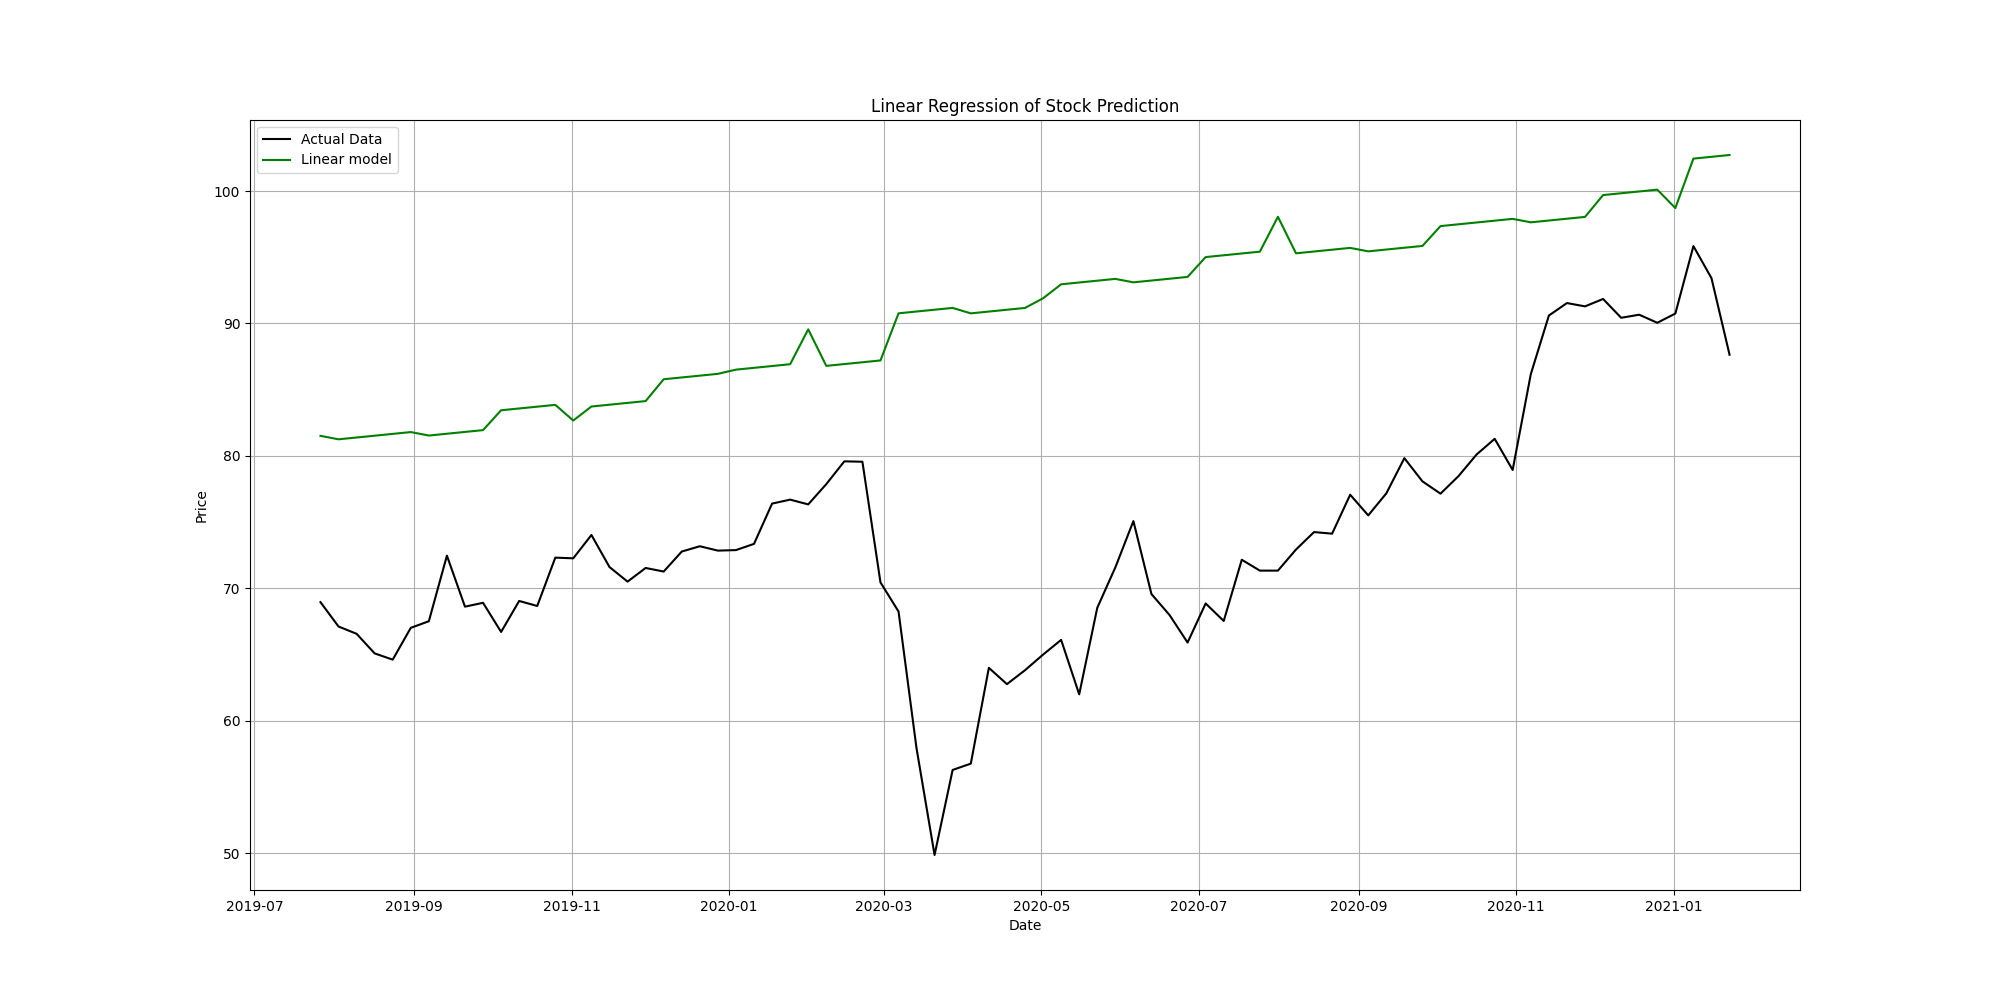 Linear Regression of Stock Prediction
Actual Data
Linear model
100
90
80
70
60
50
Price
2019-07 2019-09 2019-11 2020-01 2020-03 2020-05 2020-07 2020-09 2020-11 2021-01
Date